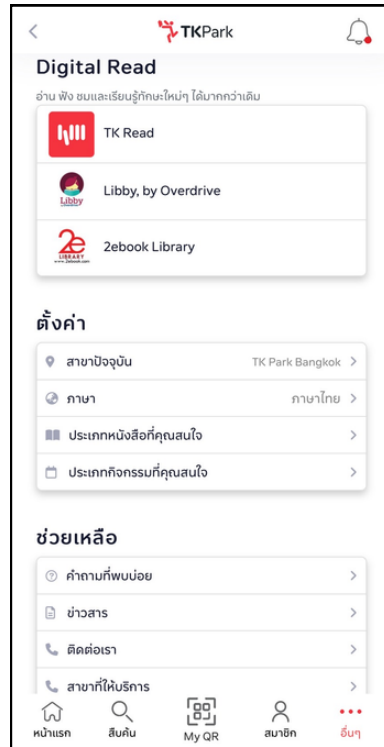 TKPark
Digital Read
อ่าน ฟัง ชมและเรียนรู้ทักษะใหม่ๆ ได้มากกว่าเดิม
TK Read
Libby
Libby, by Overdrive
2e
LIBRARY
www.2ebook.com
2ebook Library
ตั้งค่า
สาขาปัจจุบัน TK Park Bangkok
ภาษา ภาษาไทย
ประเภทหนังสือที่คุณสนใจ
ประเภทกิจกรรมที่คุณสนใจ
ช่วยเหลือ
คำถามที่พบบ่อย
ข่าวสาร
ติดต่อเรา
สาขาที่ให้บริการ
หน้าแรก สืบค้น My QR สมาชิก อื่นๆ